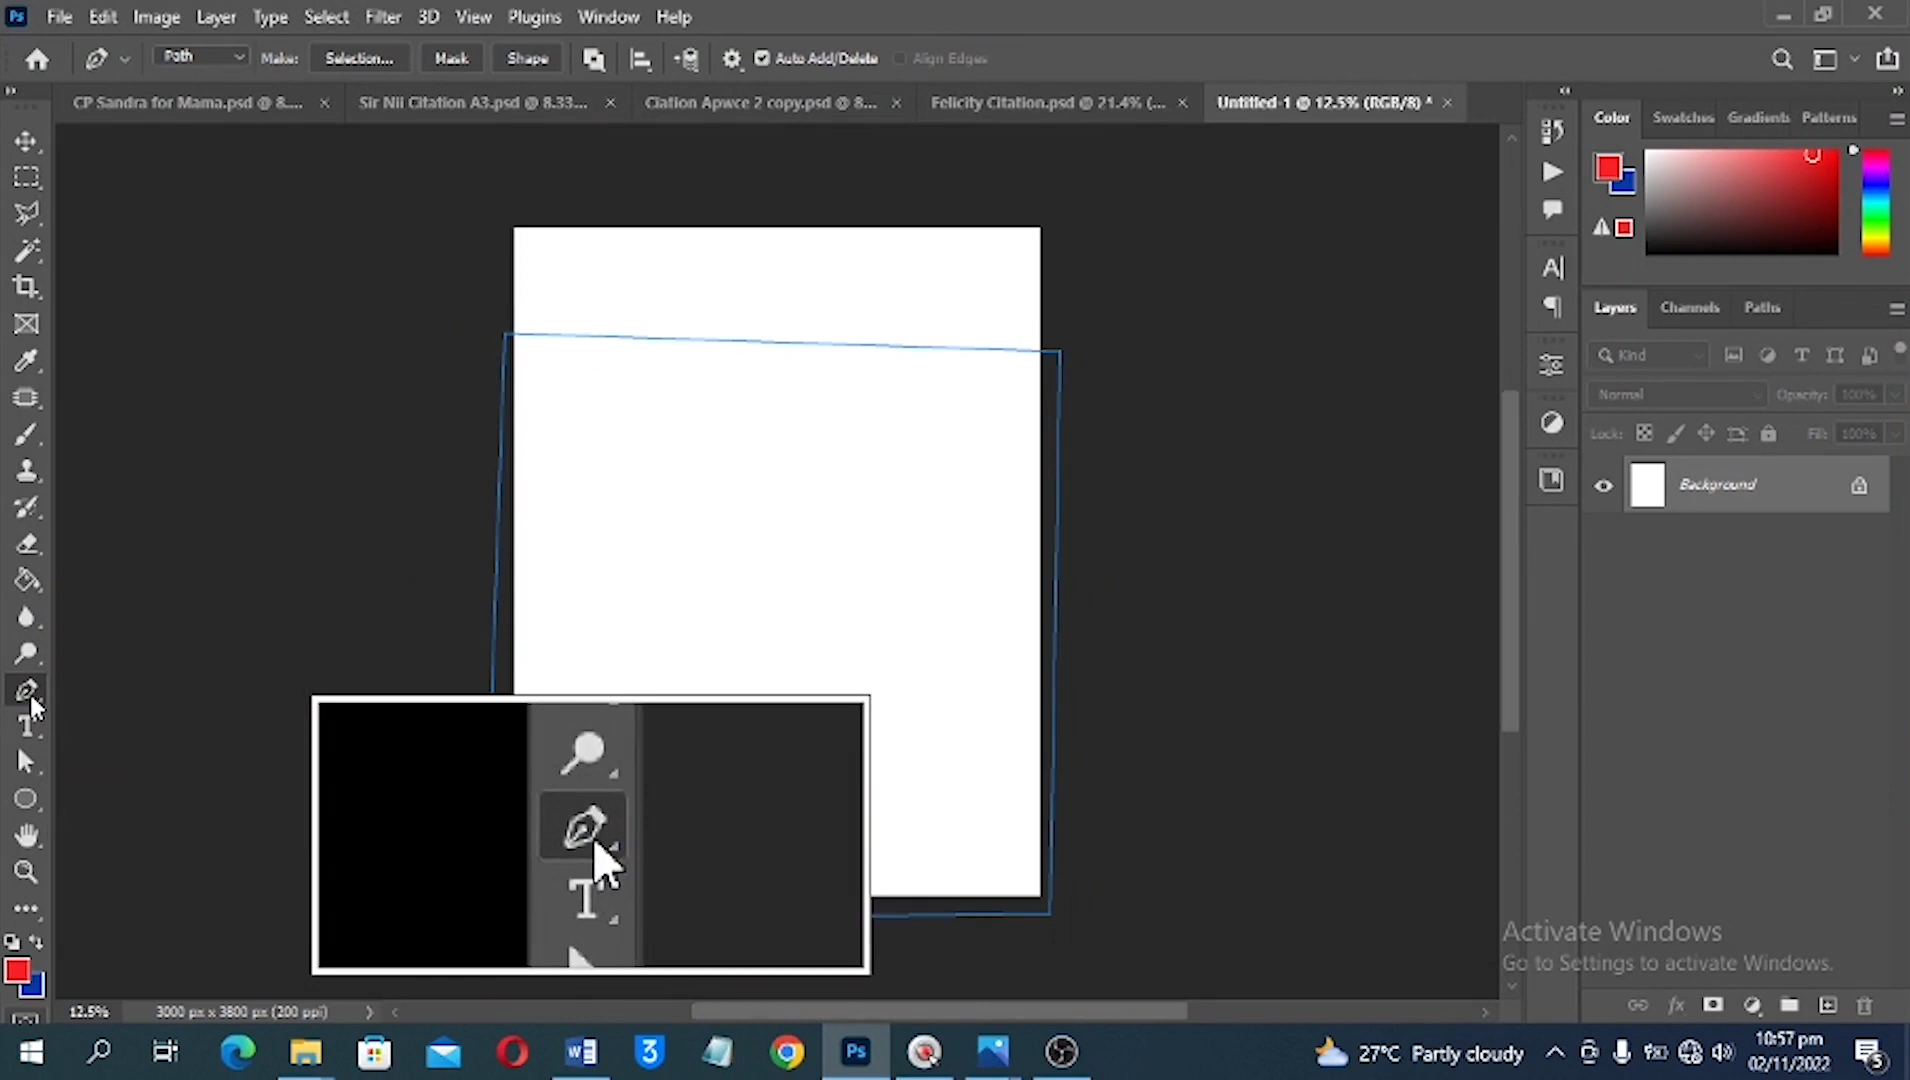 Ps File Edit Image Layer Type Select Filter 3D View Plugins Window Help
Path Make: Selection... Mask Shape Auto Add/Delete Align Edges
CP Sandra for Mama.psd @ 8.... × Sir Nii Citation A3.psd @ 8.33... × Ciation Apwce 2 copy.psd @ 8... × Felicity Citation.psd @ 21.4% (... × Untitled-1 @ 12.5% (RGB/8) * ×
Color Swatches Gradients Patterns
Layers Channels Paths
Kind
Normal Opacity: 100%
Lock: Fill: 100%
Background
T
T
Activate Windows
Go to Settings to activate Windows.
12.5% 3000 px x 3800 px (200 ppi)
27°C Partly cloudy
10:57 pm
02/11/2022
5